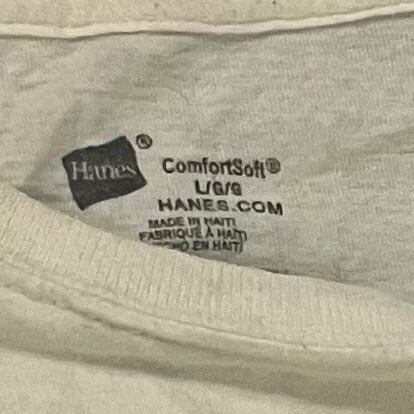 Hanes®
ComfortSoft®
L/G/G
HANES.COM
MADE IN HAITI
FABRIQUÉ À HAITI
HECHO EN HAITI